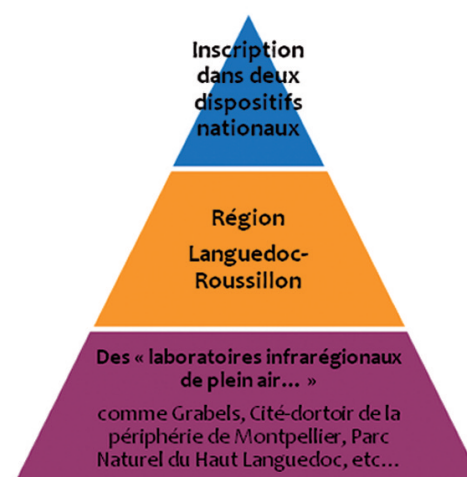 Inscription
dans deux
dispositifs
nationaux
Région
Languedoc-
Roussillon
Des « laboratoires infrarégionaux
de plein air... »
comme Grabels, Cité-dortoir de la
périphérie de Montpellier, Parc
Naturel du Haut Languedoc, etc...